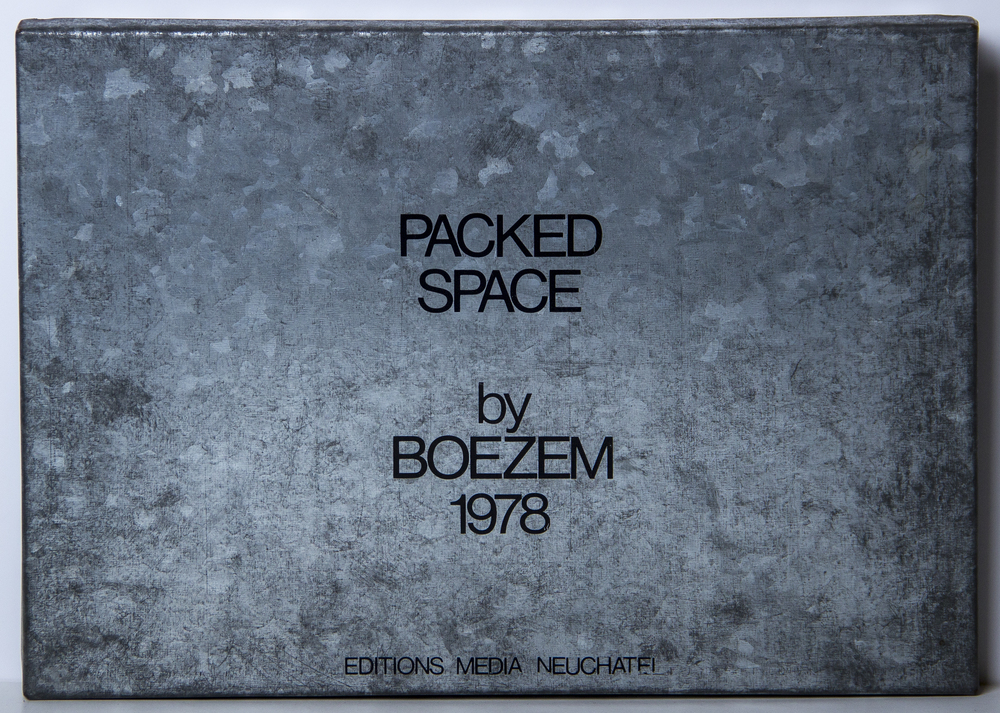 PACKED
SPACE
by
BOEZEM
1978
EDITIONS MEDIA NEUCHATEL